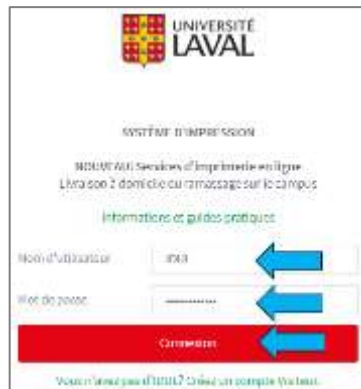 UNIVERSITÉ
LAVAL
SYSTÈME D'IMPRESSION
NOUVEAU! Services d'imprimerie en ligne
Livraison à domicile ou ramassage sur le campus
Informations et guides pratiques
Nom d'utilisateur
Mot de passe ••••••••••••
Connexion
Vous n'avez pas d'IDUL? Créez un compte Visiteur.